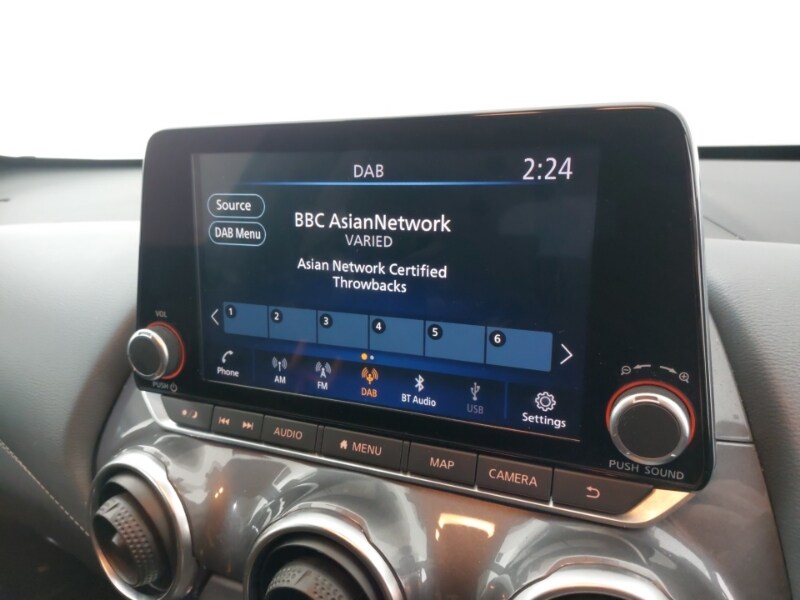 DAB 2:24
Source
BBC AsianNetwork
DAB Menu
VARIED
Asian Network Certified
Throwbacks
1 2 3 4 5 6
Phone AM FM DAB BT Audio USB Settings
VOL
PUSH
AUDIO MENU MAP CAMERA
PUSH SOUND